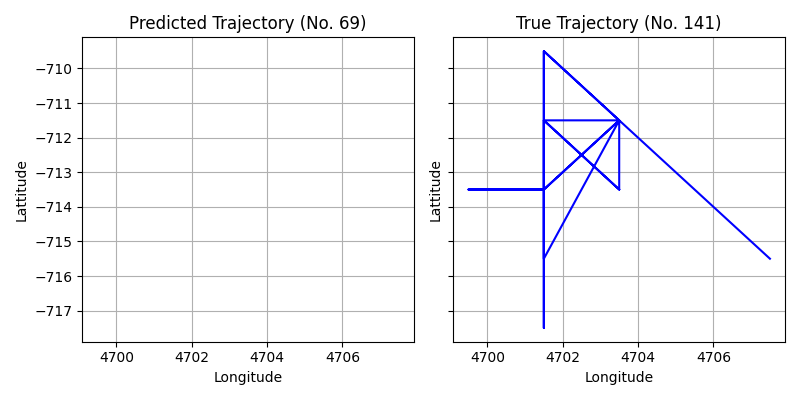 Predicted Trajectory (No. 69)
True Trajectory (No. 141)
−710
−711
−712
−713
−714
−715
−716
−717
Lattitude
Lattitude
4700 4702 4704 4706
4700 4702 4704 4706
Longitude
Longitude